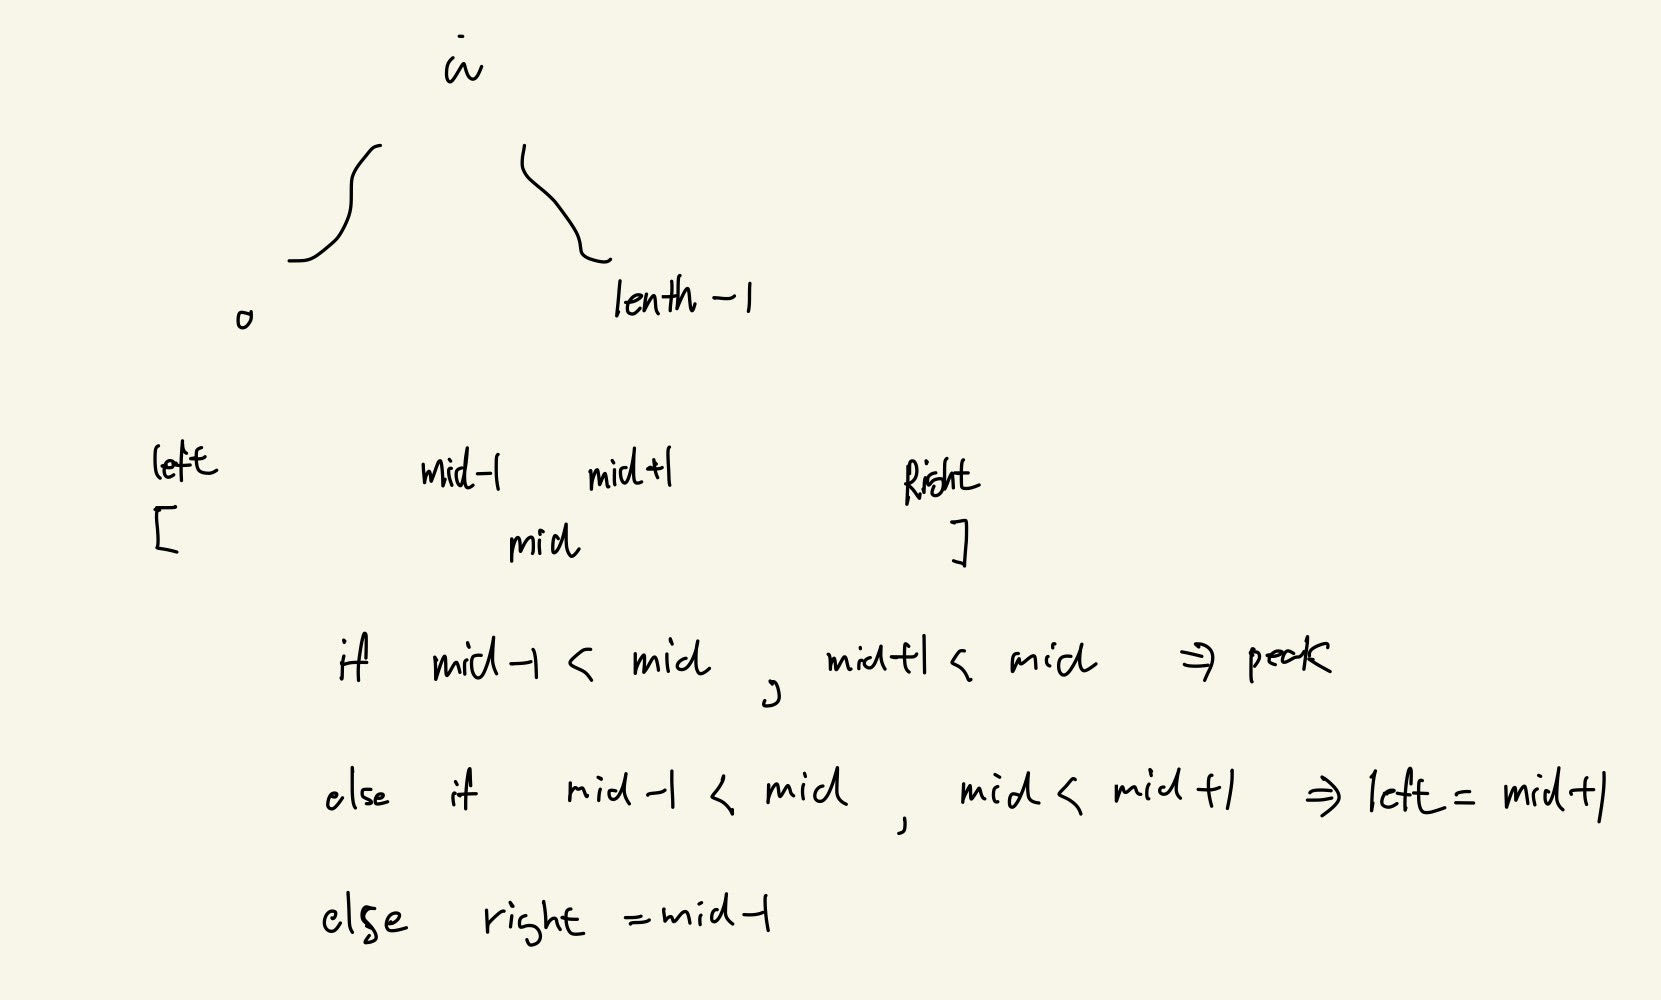 0
lenth - 1
left mid-1 mid+1 Right
[ mid ]
if mid-1 < mid , mid+1 < mid ⇒ peak
else if mid-1 < mid , mid < mid+1 ⇒ left = mid+1
else right = mid-1